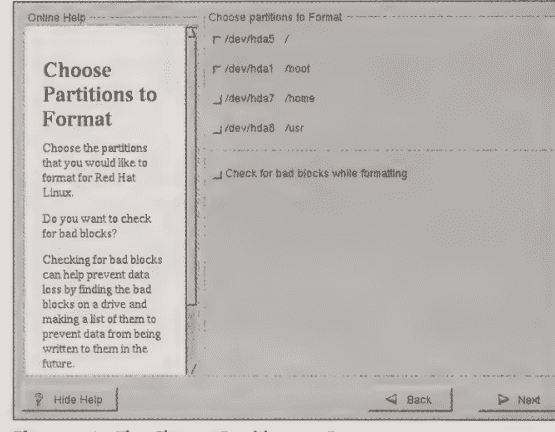 Online Help
Choose
Partitions to
Format
Choose the partitions
that you would like to
format for Red Hat
Linux.
Do you want to check
for bad blocks?
Checking for bad blocks
can help prevent data
loss by finding the bad
blocks on a drive and
making a list of them to
prevent data from being
written to them in the
future.
Choose partitions to Format
/dev/hda5 /
/dev/hda1 /boot
/dev/hda7 /home
/dev/hda8 /usr
Check for bad blocks while formatting
? Hide Help
Back
Next